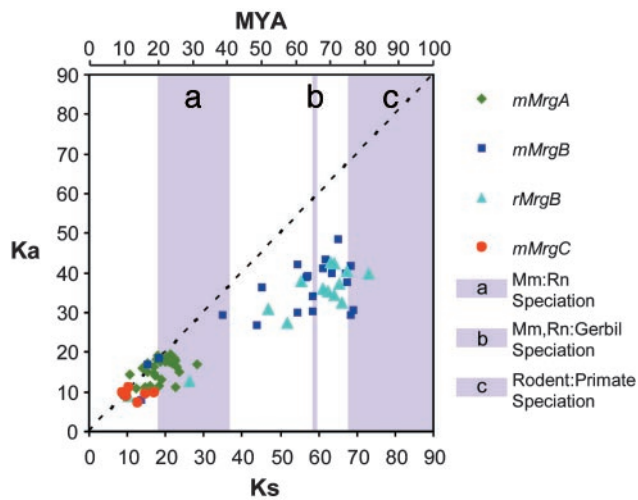 MYA
0 10 20 30 40 50 60 70 80 90 100
90
80
70
60
50
40
30
20
10
0
Ka
a
b
c
0 10 20 30 40 50 60 70 80 90
Ks
mMrgA
mMrgB
rMrgB
mMrgC
a Mm:Rn
Speciation
b Mm,Rn:Gerbil
Speciation
c Rodent:Primate
Speciation